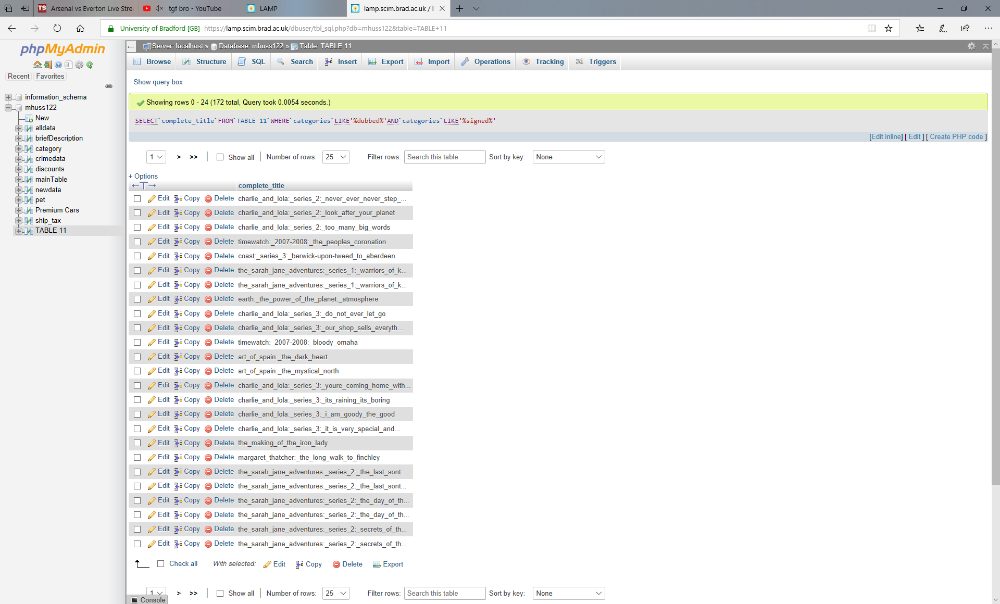 Arsenal vs Everton Live Strea
tgf bro - YouTube
LAMP
lamp.scim.brad.ac.uk / l
University of Bradford [GB] https://lamp.scim.brad.ac.uk/dbuser/tbl_sql.php?db=mhuss122&table=TABLE+11
phpMyAdmin
Recent Favorites
information_schema
mhuss122
New
alldata
briefDescription
category
crimedata
discounts
mainTable
newdata
pet
Premium Cars
ship_tax
TABLE 11
Server: localhost » Database: mhuss122 » Table: TABLE 11
Browse Structure SQL Search Insert Export Import Operations Tracking Triggers
Show query box
Showing rows 0 - 24 (172 total, Query took 0.0054 seconds.)
SELECT`complete_title`FROM`TABLE 11`WHERE`categories`LIKE'%dubbed%'AND`categories`LIKE'%signed%'
[Edit inline] [ Edit ] [ Create PHP code ]
1 > >> Show all Number of rows: 25 Filter rows: Search this table Sort by key: None
+ Options
←T→ complete_title
Edit Copy Delete charlie_and_lola:_series_2:_never_ever_never_step_...
Edit Copy Delete charlie_and_lola:_series_2:_look_after_your_planet
Edit Copy Delete charlie_and_lola:_series_2:_too_many_big_words
Edit Copy Delete timewatch:_2007-2008:_the_peoples_coronation
Edit Copy Delete coast:_series_3:_berwick-upon-tweed_to_aberdeen
Edit Copy Delete the_sarah_jane_adventures:_series_1:_warriors_of_k...
Edit Copy Delete the_sarah_jane_adventures:_series_1:_warriors_of_k...
Edit Copy Delete earth:_the_power_of_the_planet:_atmosphere
Edit Copy Delete charlie_and_lola:_series_3:_do_not_ever_let_go
Edit Copy Delete charlie_and_lola:_series_3:_our_shop_sells_everyth...
Edit Copy Delete timewatch:_2007-2008:_bloody_omaha
Edit Copy Delete art_of_spain:_the_dark_heart
Edit Copy Delete art_of_spain:_the_mystical_north
Edit Copy Delete charlie_and_lola:_series_3:_youre_coming_home_with...
Edit Copy Delete charlie_and_lola:_series_3:_its_raining_its_boring
Edit Copy Delete charlie_and_lola:_series_3:_i_am_goody_the_good
Edit Copy Delete charlie_and_lola:_series_3:_it_is_very_special_and...
Edit Copy Delete the_making_of_the_iron_lady
Edit Copy Delete margaret_thatcher:_the_long_walk_to_finchley
Edit Copy Delete the_sarah_jane_adventures:_series_2:_the_last_sont...
Edit Copy Delete the_sarah_jane_adventures:_series_2:_the_last_sont...
Edit Copy Delete the_sarah_jane_adventures:_series_2:_the_day_of_th...
Edit Copy Delete the_sarah_jane_adventures:_series_2:_the_day_of_th...
Edit Copy Delete the_sarah_jane_adventures:_series_2:_secrets_of_th...
Edit Copy Delete the_sarah_jane_adventures:_series_2:_secrets_of_th...
Check all With selected: Edit Copy Delete Export
1 > >> Show all Number of rows: 25 Filter rows: Search this table Sort by key: None
Console